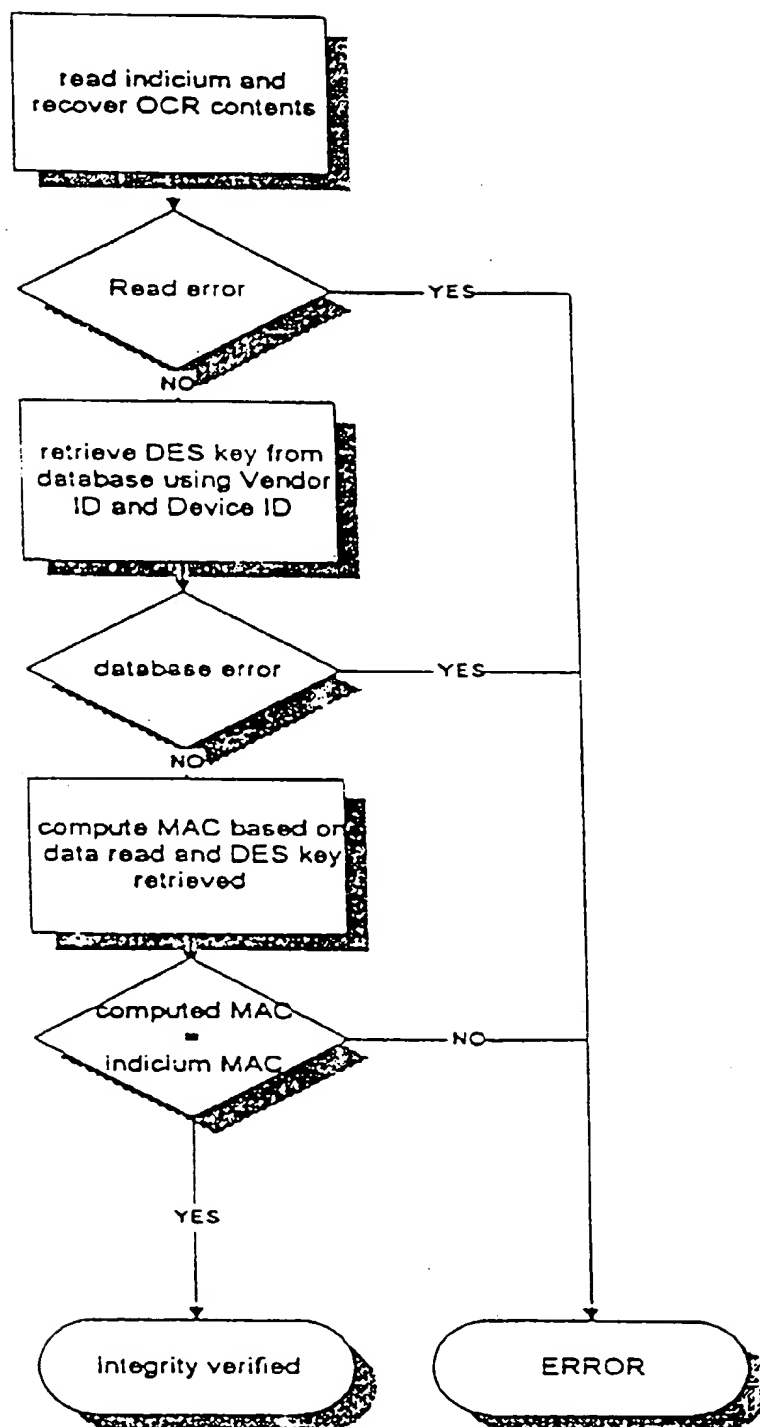 read indicium and
recover OCR contents
Read error
YES
NO
retrieve DES key from
database using Vendor
ID and Device ID
database error
YES
NO
compute MAC based on
data read and DES key
retrieved
computed MAC
=
indicium MAC
NO
YES
integrity verified
ERROR